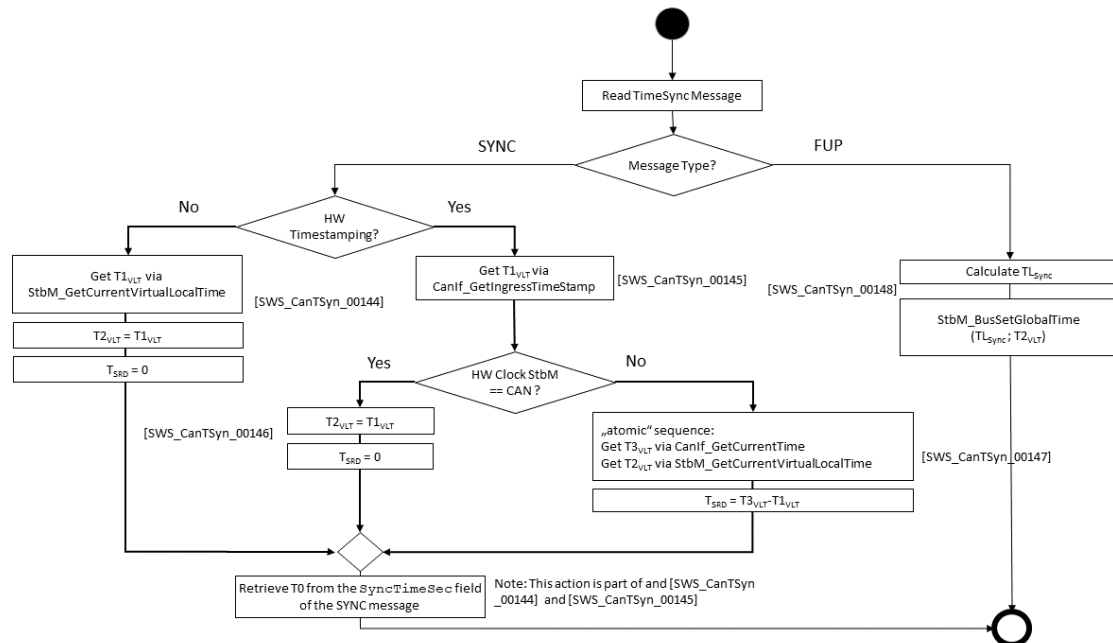 Read TimeSync Message
Message Type?
SYNC
FUP
HW
Timestamping?
No
Yes
Get T1VLT via
StbM_GetCurrentVirtualLocalTime
[SWS_CanTSyn_00144]
T2VLT = T1VLT
TSRD = 0
Get T1VLT via
CanIf_GetIngressTimeStamp
[SWS_CanTSyn_00145]
HW Clock StbM
== CAN ?
Yes
No
T2VLT = T1VLT
TSRD = 0
[SWS_CanTSyn_00146]
„atomic“ sequence:
Get T3VLT via CanIf_GetCurrentTime
Get T2VLT via StbM_GetCurrentVirtualLocalTime
[SWS_CanTSyn_00147]
TSRD = T3VLT-T1VLT
Calculate TLSync
[SWS_CanTSyn_00148]
StbM_BusSetGlobalTime
(TLSync ; T2VLT)
Retrieve T0 from the SyncTimeSec field
of the SYNC message
Note: This action is part of and [SWS_CanTSyn
_00144] and [SWS_CanTSyn_00145]